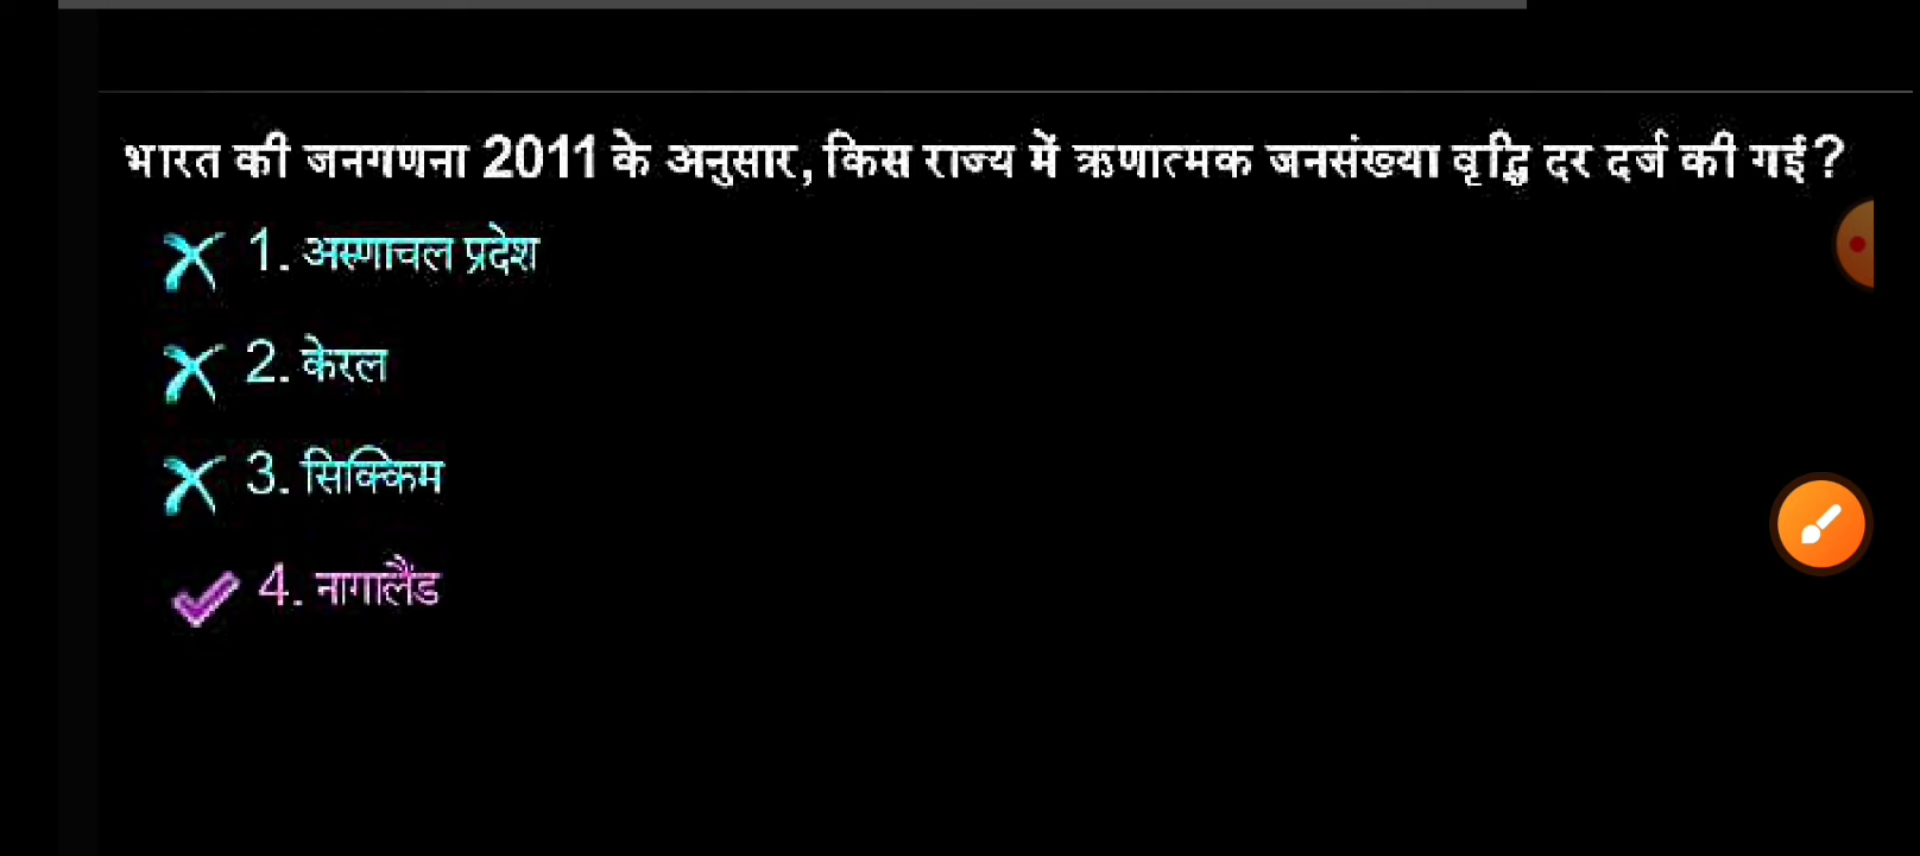 भारत की जनगणना 2011 के अनुसार, किस राज्य में ऋणात्मक जनसंख्या वृद्धि दर दर्ज की गई?
1. अरुणाचल प्रदेश
2. केरल
3. सिक्किम
4. नागालैंड